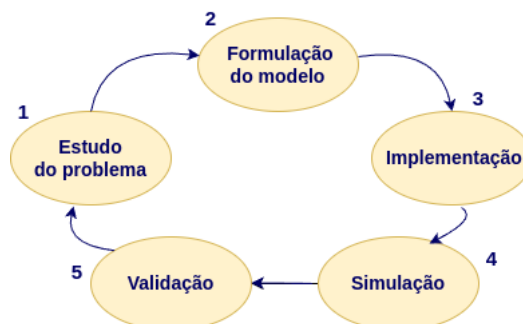 1
Estudo
do problema
2
Formulação
do modelo
3
Implementação
4
Simulação
5
Validação